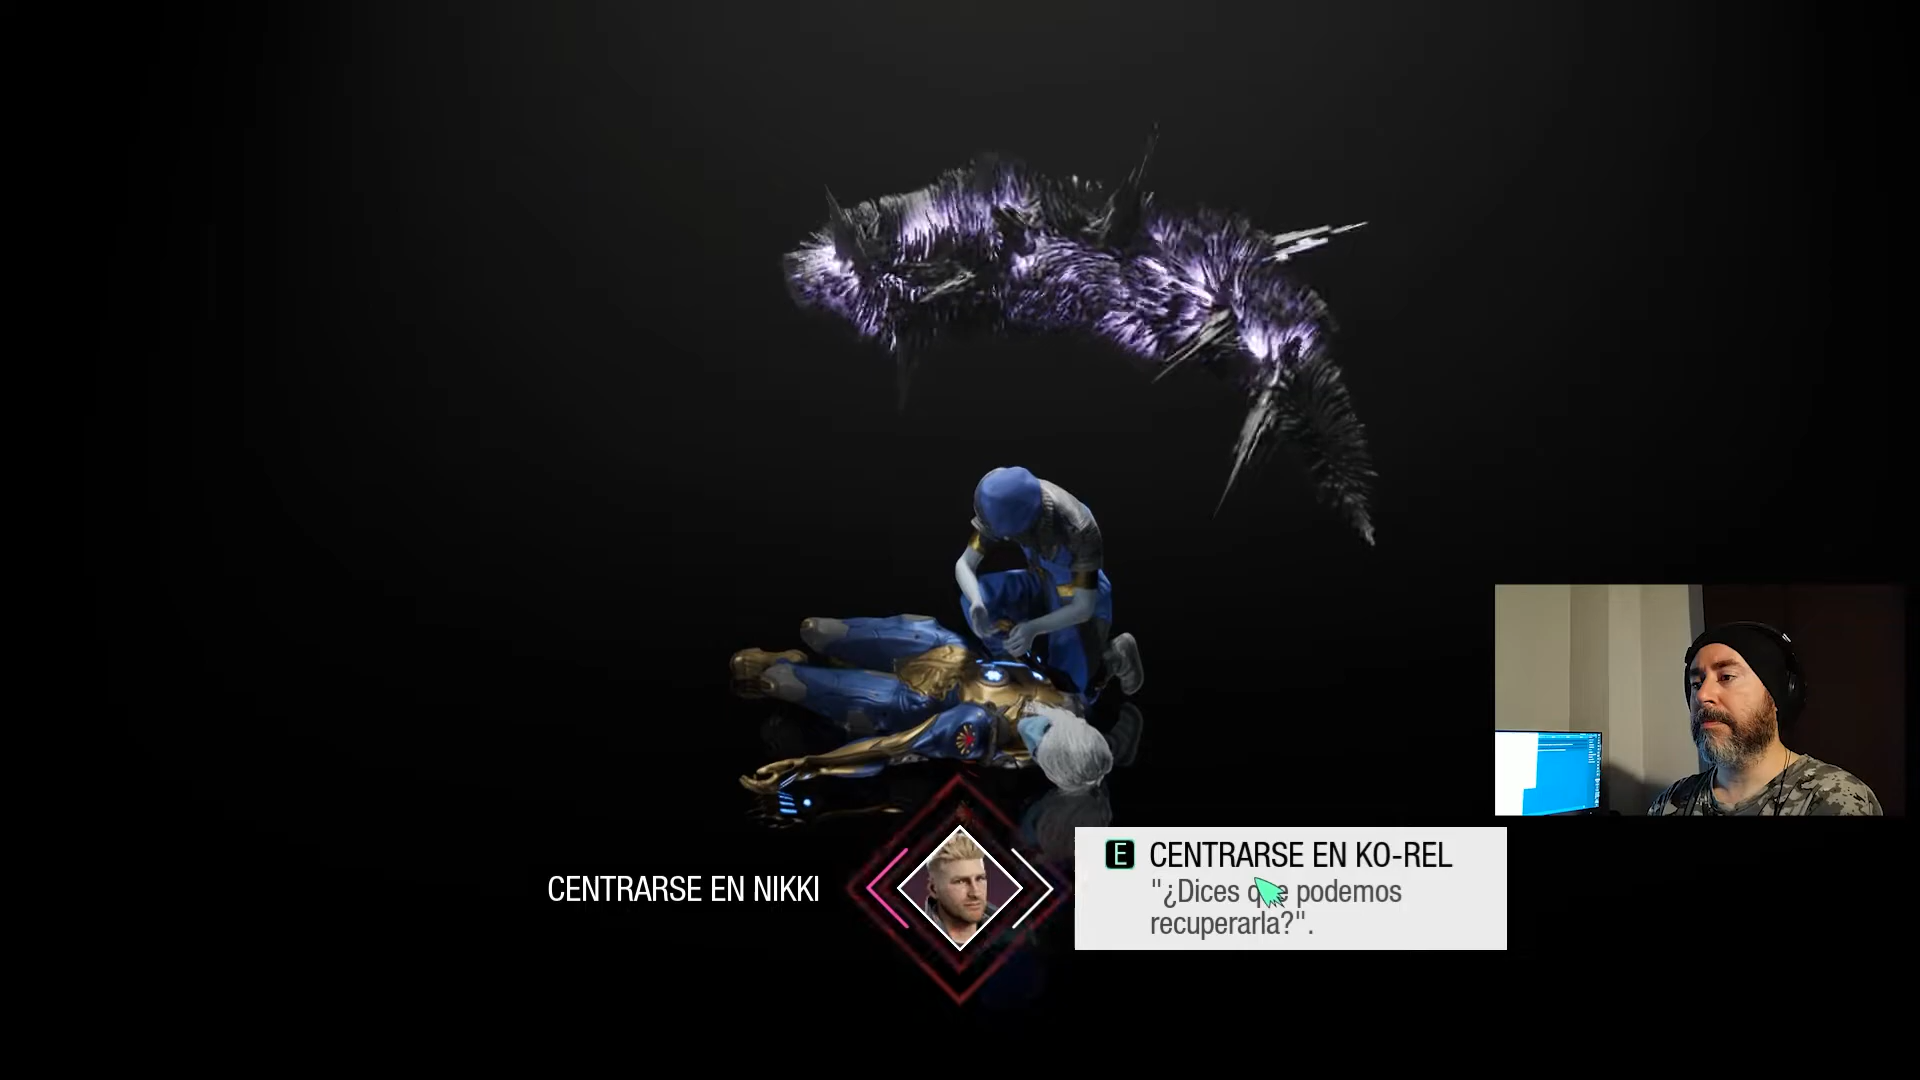 CENTRARSE EN NIKKI
E CENTRARSE EN KO-REL
"¿Dices que podemos
recuperarla?".